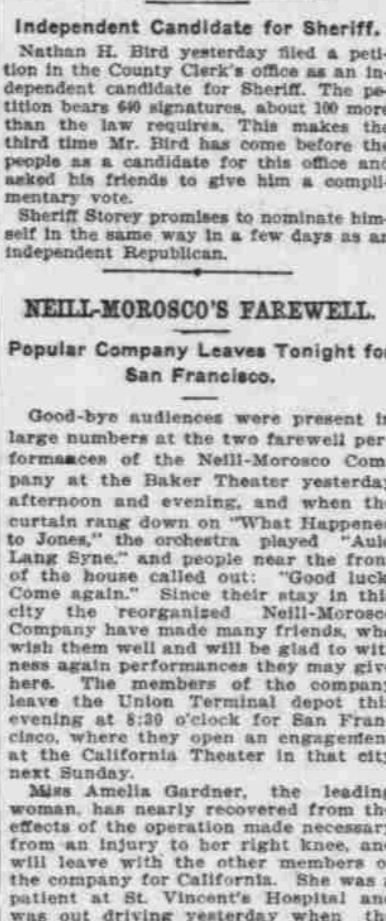 Independent Candidate for Sheriff.
Nathan H. Bird yesterday filed a peti-
tion in the County Clerk's office as an in-
dependent candidate for Sheriff. The pe-
tition bears 640 signatures, about 100 more
than the law requires. This makes the
third time Mr. Bird has come before the
people as a candidate for this office and
asked his friends to give him a compli-
mentary vote.
Sheriff Storey promises to nominate him-
self in the same way in a few days as an
independent Republican.
NEILL-MOROSCO'S FAREWELL.
Popular Company Leaves Tonight for
San Francisco.
Good-bye audiences were present in
large numbers at the two farewell per-
formances of the Neill-Morosco Com-
pany at the Baker Theater yesterday
afternoon and evening, and when the
curtain rang down on "What Happened
to Jones," the orchestra played "Auld
Lang Syne," and people near the front
of the house called out: "Good luck!
Come again." Since their stay in this
city the reorganized Neill-Morosco
Company have made many friends, who
wish them well and will be glad to wit-
ness again performances they may give
here. The members of the company
leave the Union Terminal depot this
evening at 8:30 o'clock for San Fran-
cisco, where they open an engagement
at the California Theater in that city
next Sunday.
Miss Amelia Gardner, the leading
woman, has nearly recovered from the
effects of the operation made necessary
from an injury to her right knee, and
will leave with the other members of
the company for California. She was a
patient at St. Vincent's Hospital and
was out driving yesterday when, in